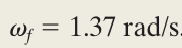 ω_f = 1.37 rad/s.